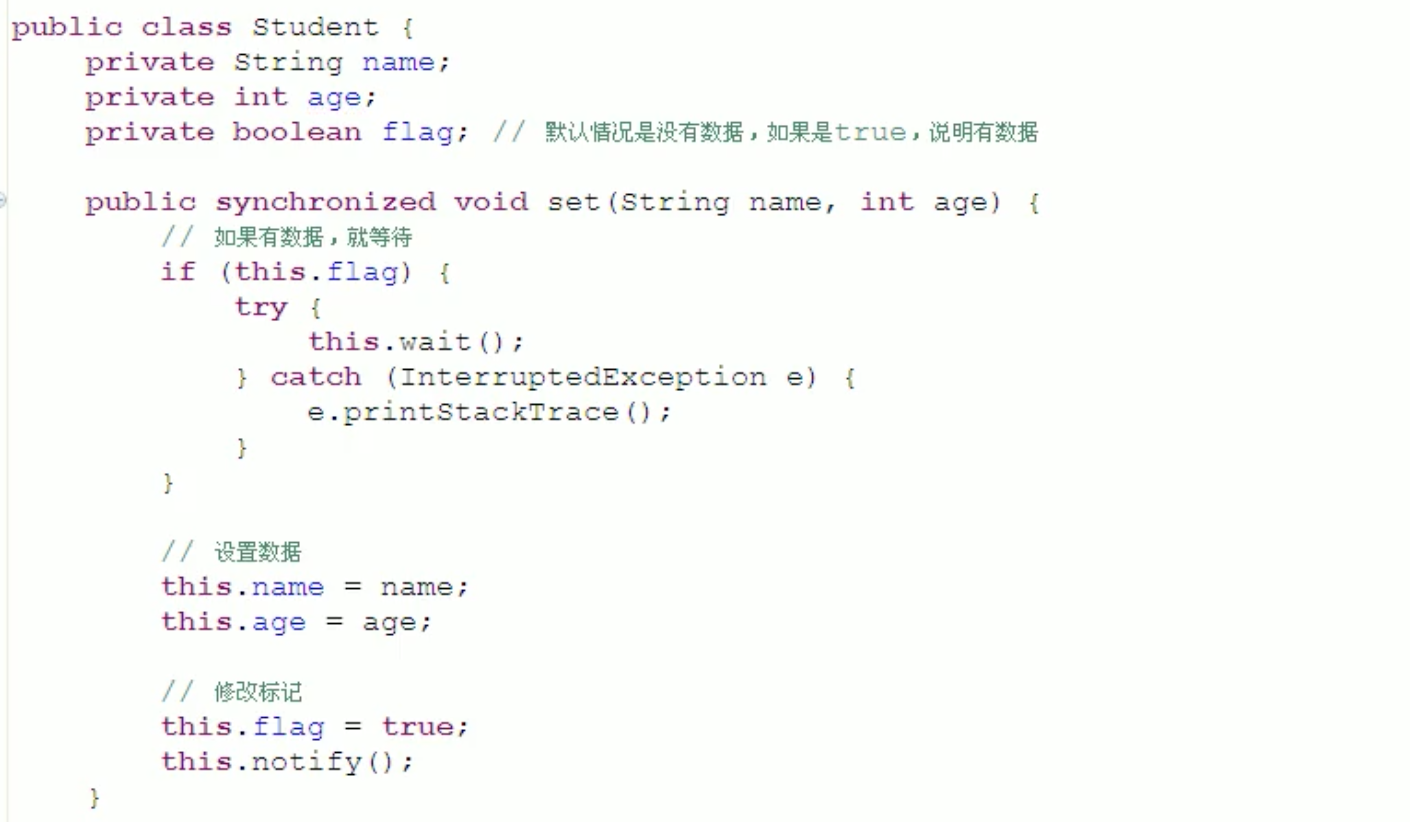 public class Student {
private String name;
private int age;
private boolean flag; // 默认情况是没有数据，如果是true，说明有数据
public synchronized void set(String name, int age) {
// 如果有数据，就等待
if (this.flag) {
try {
this.wait();
} catch (InterruptedException e) {
e.printStackTrace();
}
}
// 设置数据
this.name = name;
this.age = age;
// 修改标记
this.flag = true;
this.notify();
}